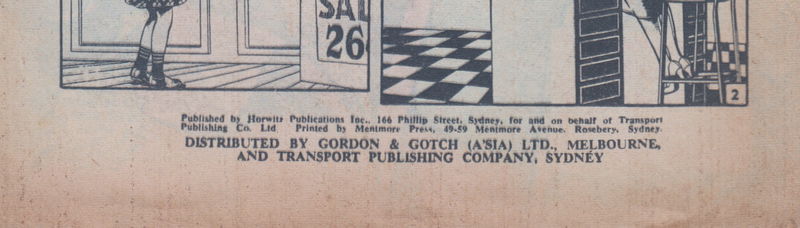 SAL
26
2
Published by Horwitz Publications Inc., 166 Phillip Street, Sydney, for and on behalf of Transport
Publishing Co. Ltd Printed by Mentmore Press, 49-59 Mentmore Avenue, Rosebery, Sydney.
DISTRIBUTED BY GORDON & GOTCH (A'SIA) LTD., MELBOURNE,
AND TRANSPORT PUBLISHING COMPANY, SYDNEY